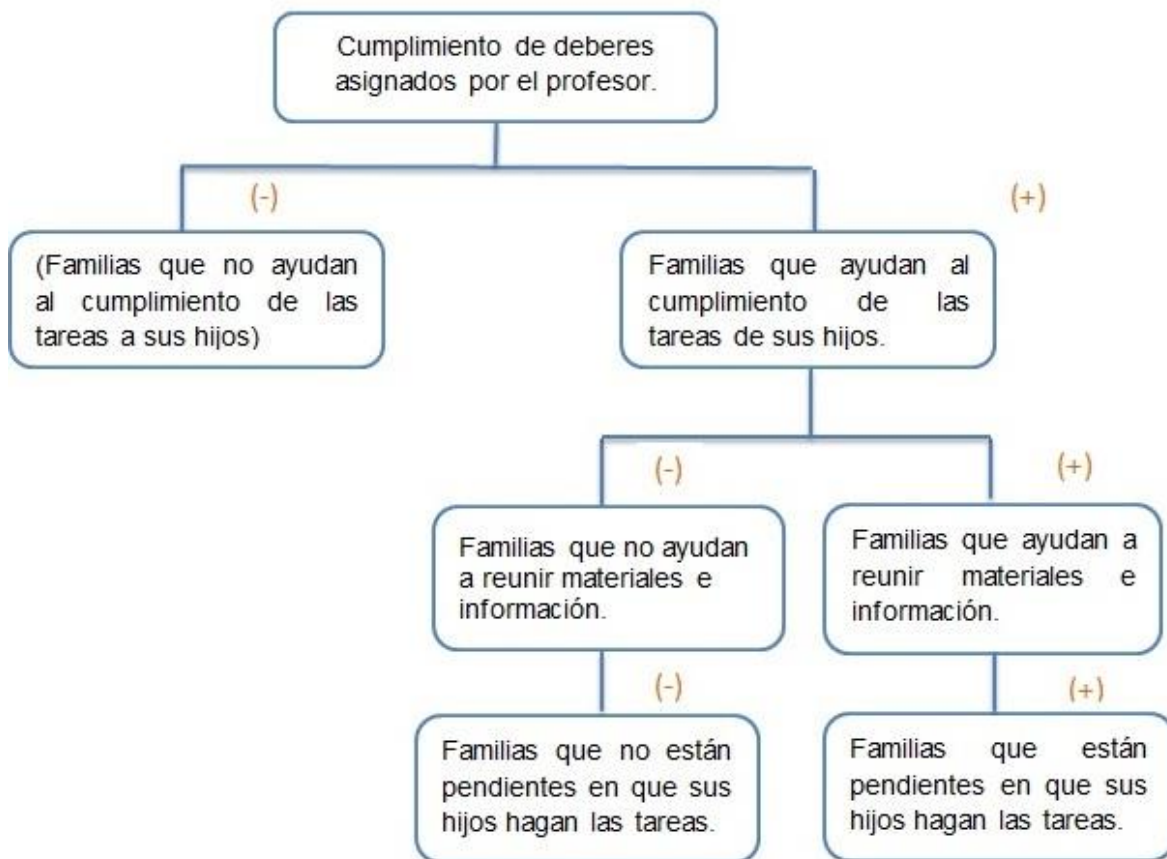 Cumplimiento de deberes
asignados por el profesor.
(-)
(+)
(Familias que no ayudan
al cumplimiento de las
tareas a sus hijos)
Familias que ayudan al
cumplimiento de las
tareas de sus hijos.
(-)
(+)
Familias que no ayudan
a reunir materiales e
información.
Familias que ayudan a
reunir materiales e
información.
(-)
(+)
Familias que no están
pendientes en que sus
hijos hagan las tareas.
Familias que están
pendientes en que sus
hijos hagan las tareas.